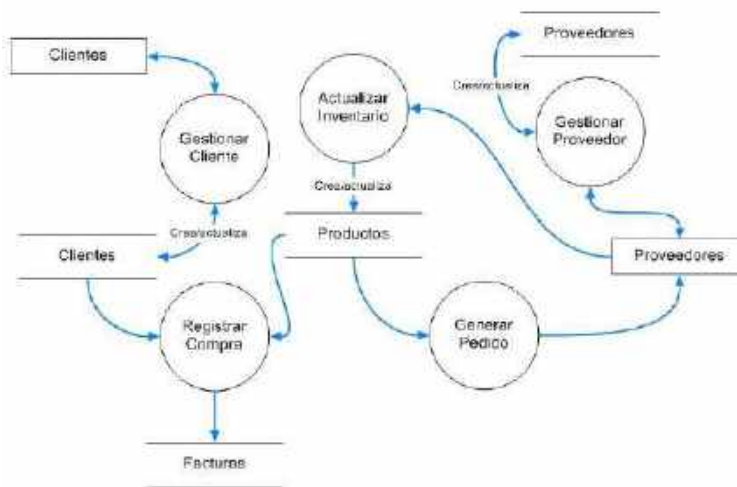 Clientes
Proveedores
Crea/actualiza
Actualizar
Inventario
Gestionar
Proveedor
Gestionar
Cliente
Crea/actualiza
Crea/actualiza
Clientes
Productos
Proveedores
Registrar
Compra
Generar
Pedido
Facturas